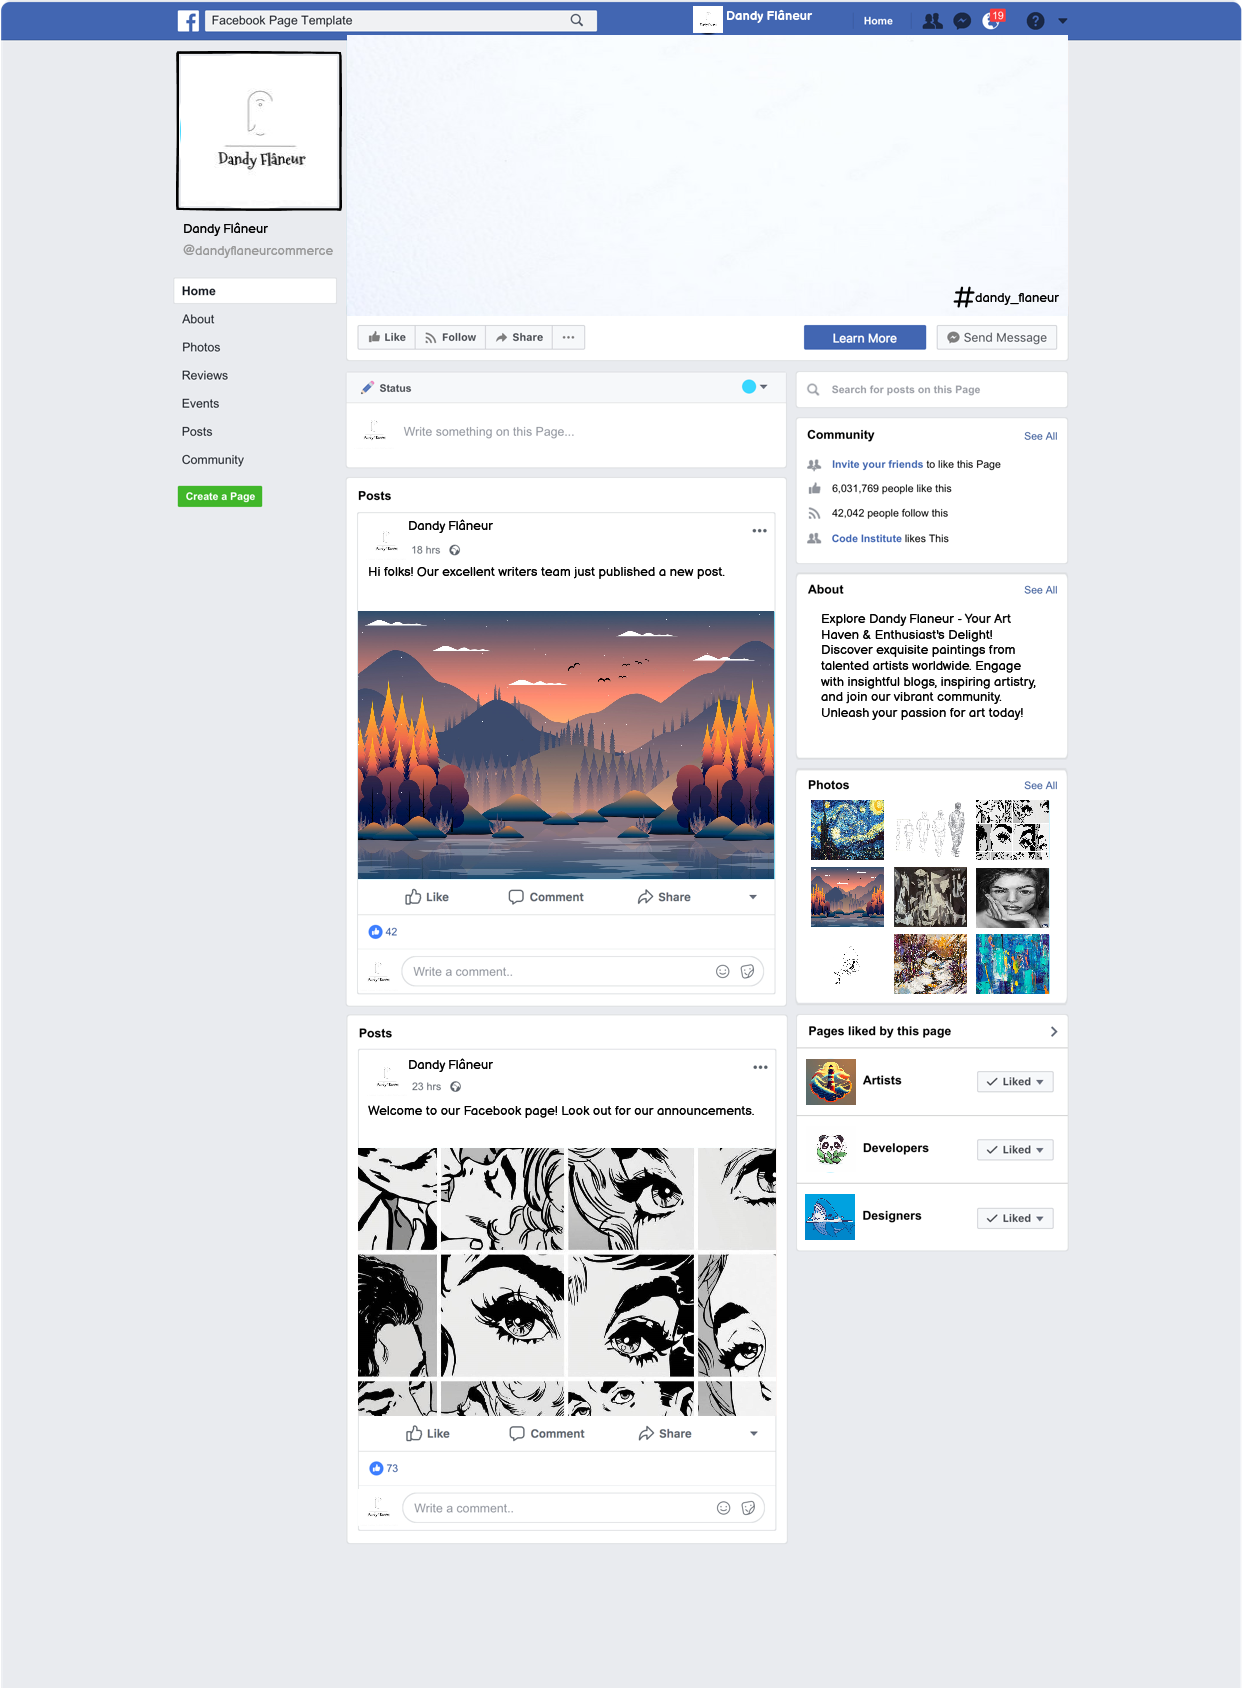 Facebook Page Template
Dandy Flâneur
Home
19
Dandy Flâneur
Dandy Flâneur
@dandyflaneurcommerce
Home
About
Photos
Reviews
Events
Posts
Community
Create a Page
#dandy_flaneur
Like
Follow
Share
Learn More
Send Message
Status
Write something on this Page...
Posts
Dandy Flâneur
18 hrs
Hi folks! Our excellent writers team just published a new post.
Like
Comment
Share
42
Write a comment..
Posts
Dandy Flâneur
23 hrs
Welcome to our Facebook page! Look out for our announcements.
Like
Comment
Share
73
Write a comment..
Search for posts on this Page
Community
See All
Invite your friends to like this Page
6,031,769 people like this
42,042 people follow this
Code Institute likes This
About
See All
Explore Dandy Flaneur - Your Art
Haven & Enthusiast's Delight!
Discover exquisite paintings from
talented artists worldwide. Engage
with insightful blogs, inspiring artistry,
and join our vibrant community.
Unleash your passion for art today!
Photos
See All
Pages liked by this page
Artists
Liked
Developers
Liked
Designers
Liked